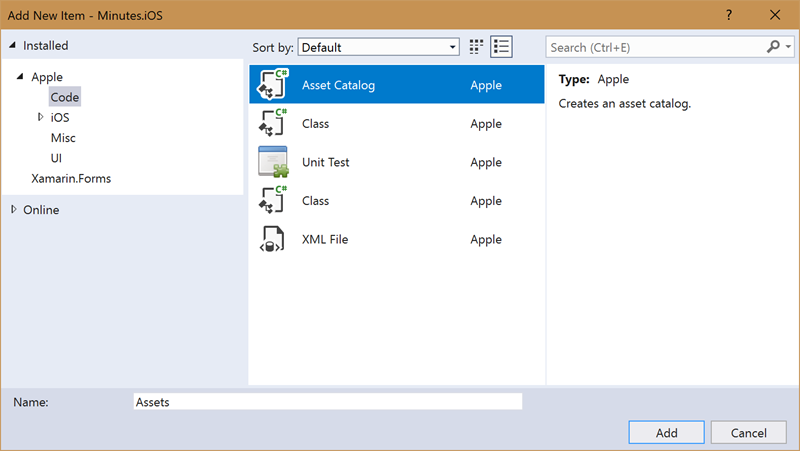 Add New Item - Minutes.iOS
?
Installed
Sort by: Default
Search (Ctrl+E)
Apple
Code
iOS
Misc
UI
Xamarin.Forms
Online
C# Asset Catalog Apple
C# Class Apple
Unit Test Apple
C# Class Apple
XML File Apple
Type: Apple
Creates an asset catalog.
Name: Assets
Add Cancel